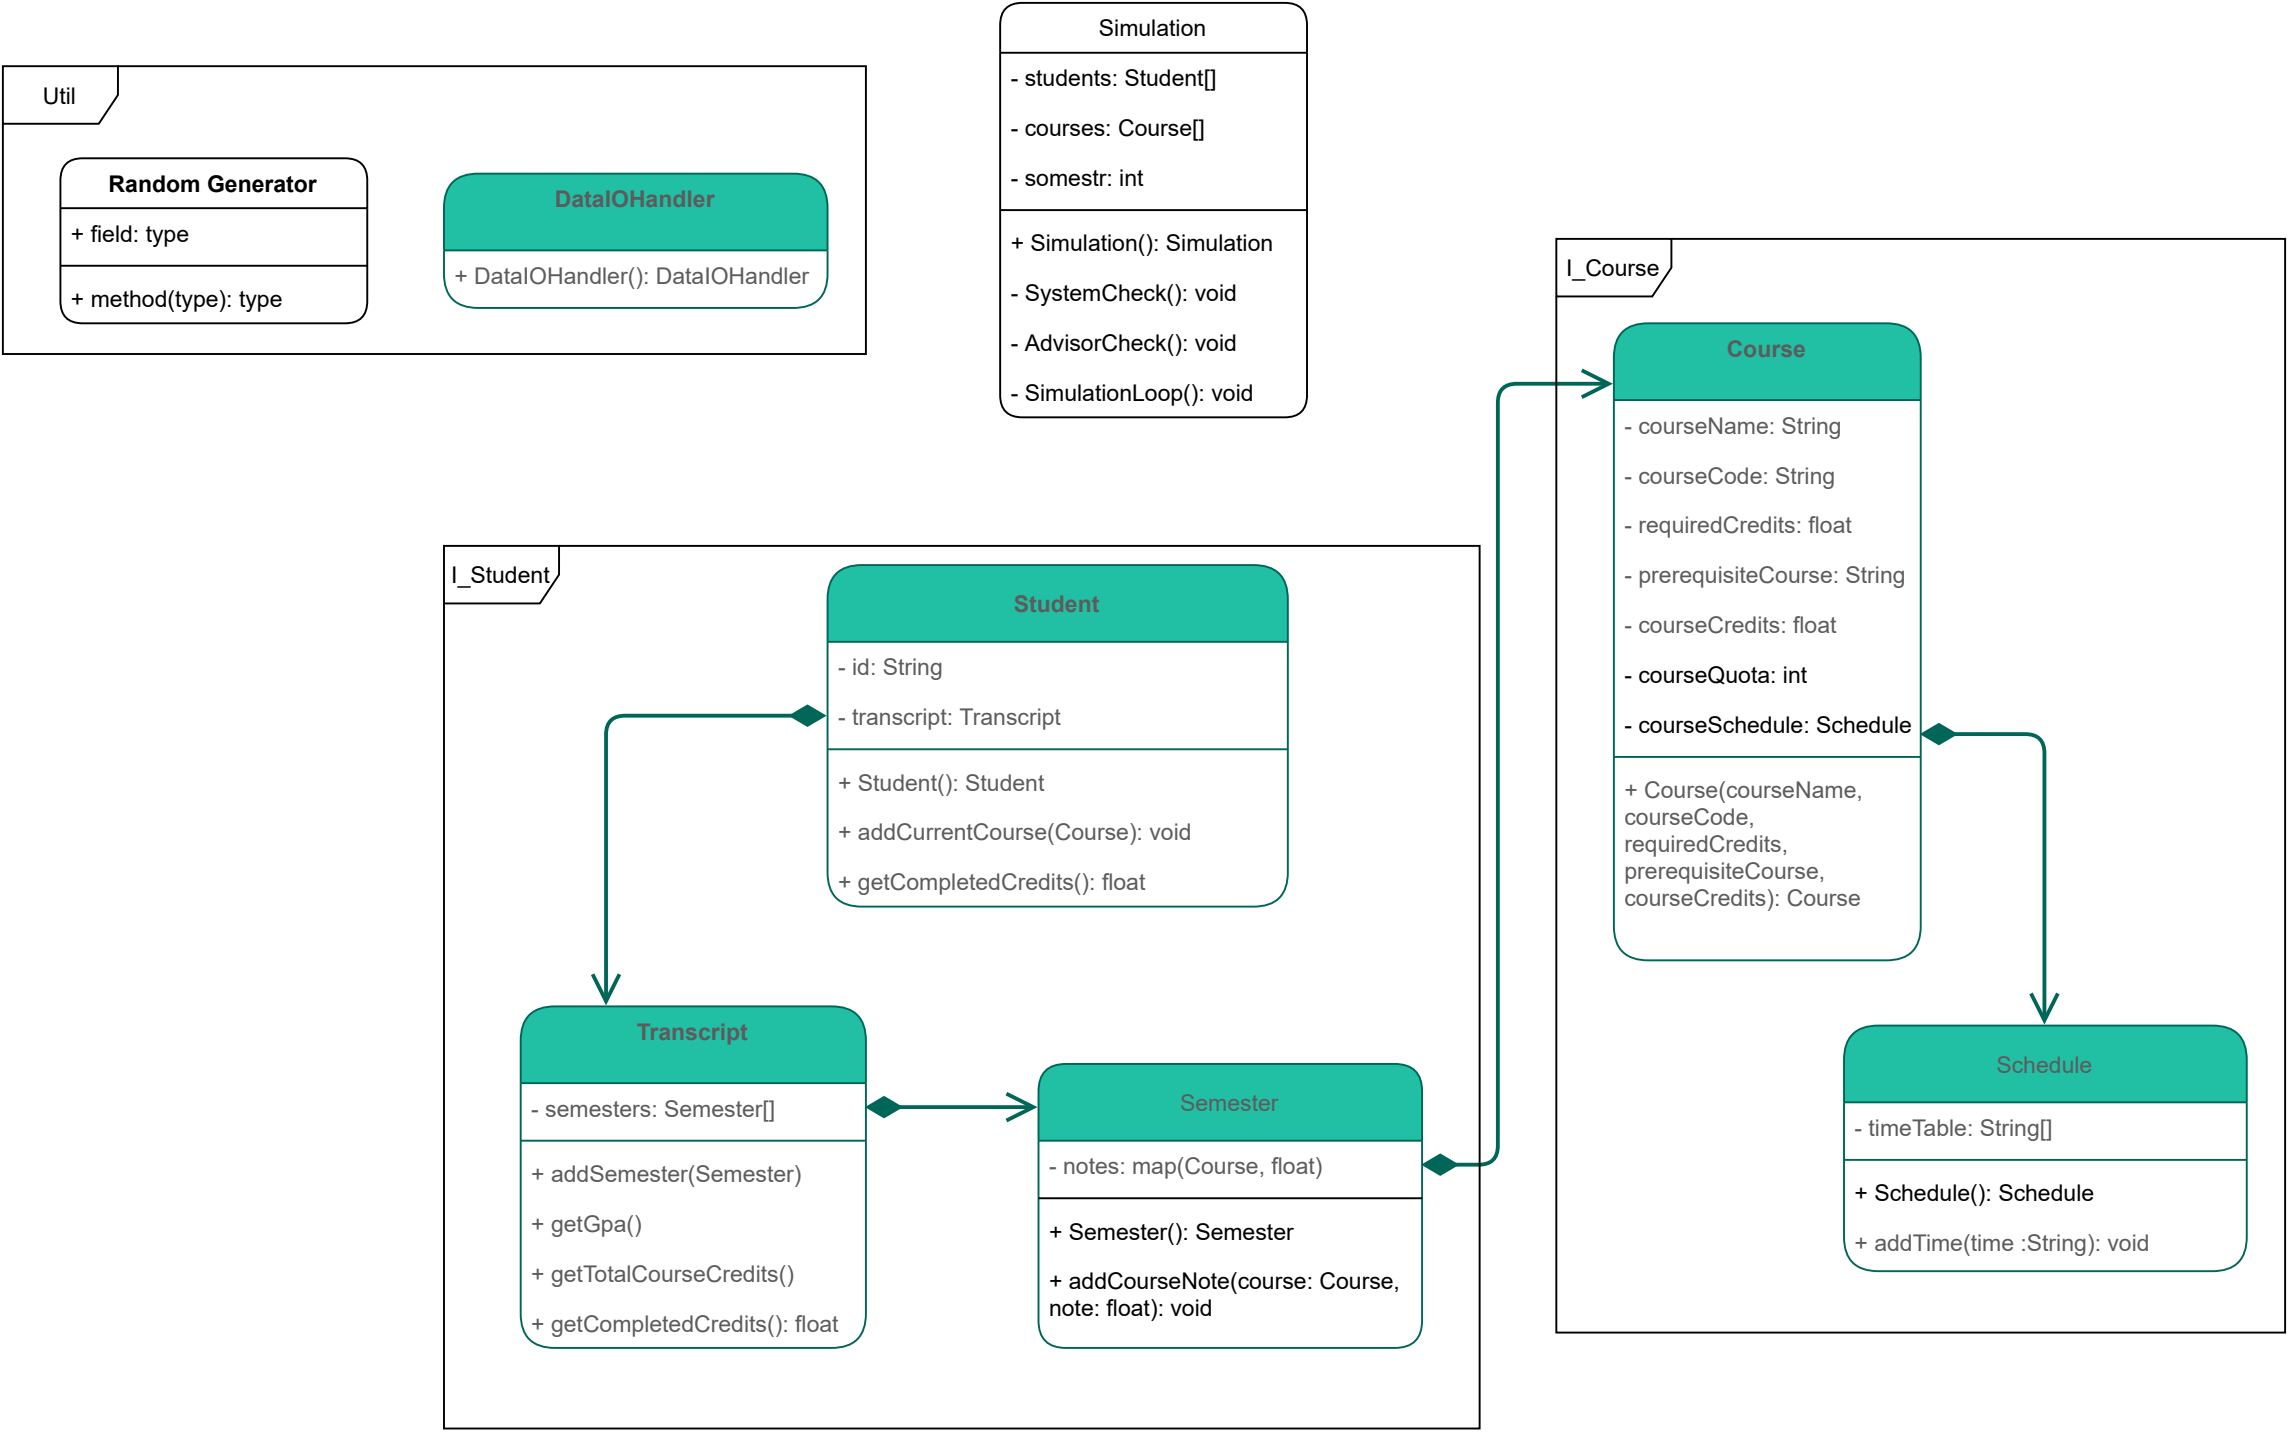 Util
Random Generator
+ field: type
+ method(type): type
DataIOHandler
+ DataIOHandler(): DataIOHandler
Simulation
- students: Student[]
- courses: Course[]
- somestr: int
+ Simulation(): Simulation
- SystemCheck(): void
- AdvisorCheck(): void
- SimulationLoop(): void
I_Student
Student
- id: String
- transcript: Transcript
+ Student(): Student
+ addCurrentCourse(Course): void
+ getCompletedCredits(): float
Transcript
- semesters: Semester[]
+ addSemester(Semester)
+ getGpa()
+ getTotalCourseCredits()
+ getCompletedCredits(): float
Semester
- notes: map(Course, float)
+ Semester(): Semester
+ addCourseNote(course: Course,
note: float): void
I_Course
Course
- courseName: String
- courseCode: String
- requiredCredits: float
- prerequisiteCourse: String
- courseCredits: float
- courseQuota: int
- courseSchedule: Schedule
+ Course(courseName,
courseCode,
requiredCredits,
prerequisiteCourse,
courseCredits): Course
Schedule
- timeTable: String[]
+ Schedule(): Schedule
+ addTime(time :String): void